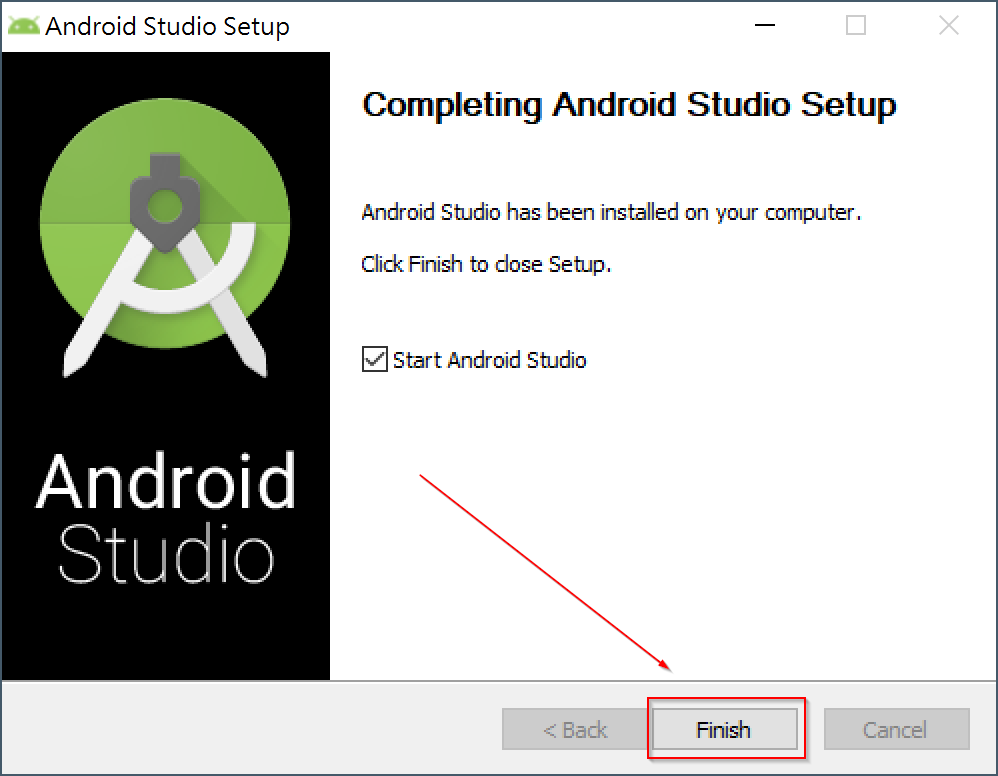 Android Studio Setup
Completing Android Studio Setup
Android Studio has been installed on your computer.
Click Finish to close Setup.
Start Android Studio
Android
Studio
< Back
Finish
Cancel